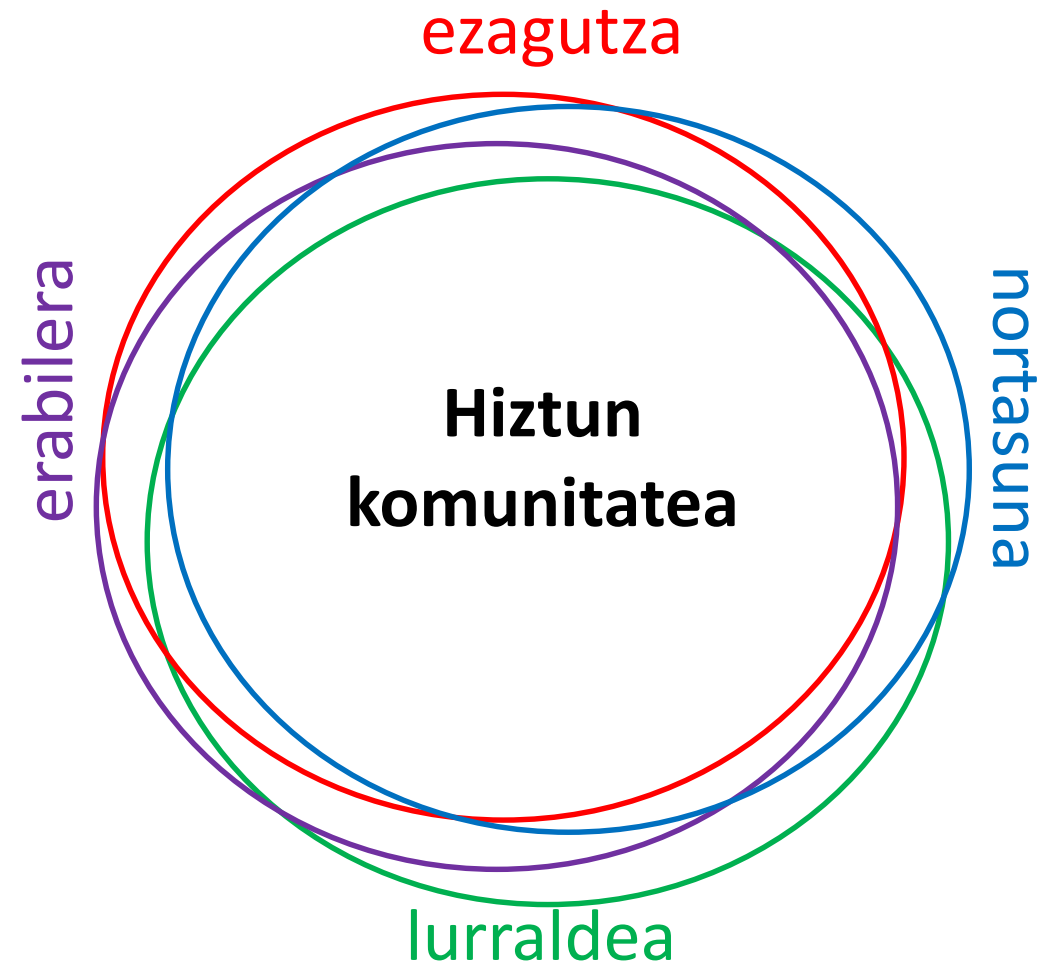 ezagutza
erabilera
Hiztun
komunitatea
nortasuna
lurraldea